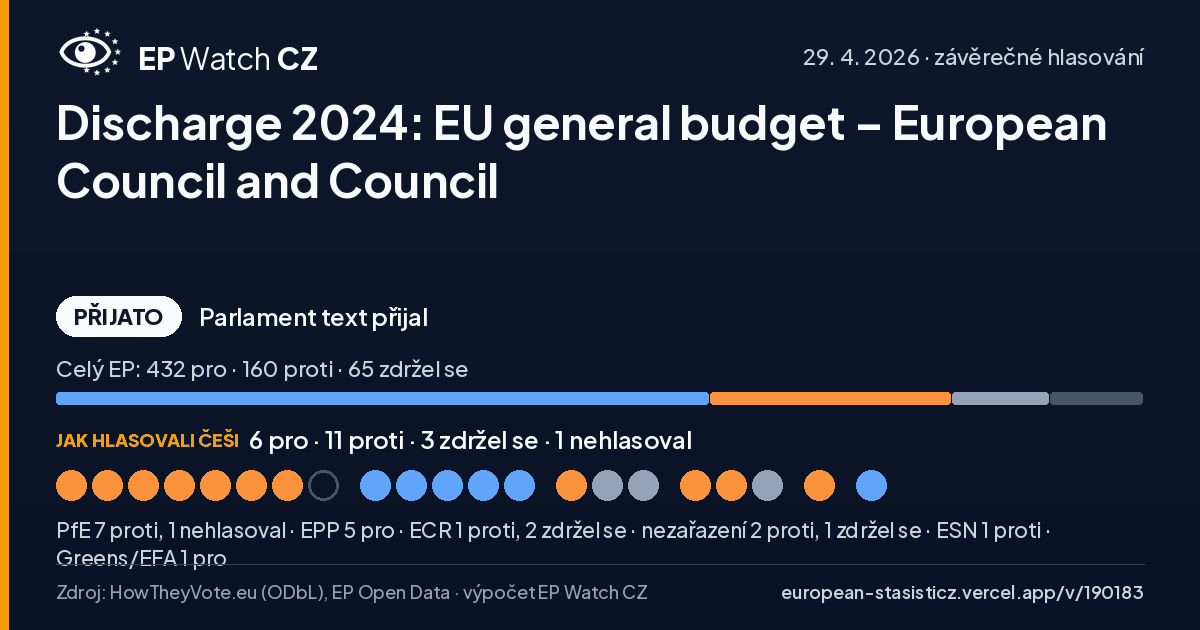 EP Watch CZ
29. 4. 2026 · závěrečné hlasování
Discharge 2024: EU general budget – European
Council and Council
PŘIJATO Parlament text přijal
Celý EP: 432 pro · 160 proti · 65 zdržel se
JAK HLASOVALI ČEŠI 6 pro · 11 proti · 3 zdržel se · 1 nehlasoval
PfE 7 proti, 1 nehlasoval · EPP 5 pro · ECR 1 proti, 2 zdržel se · nezařazení 2 proti, 1 zdržel se · ESN 1 proti ·
Greens/EFA 1 pro
Zdroj: HowTheyVote.eu (ODbL), EP Open Data · výpočet EP Watch CZ
european-stasisticz.vercel.app/v/190183